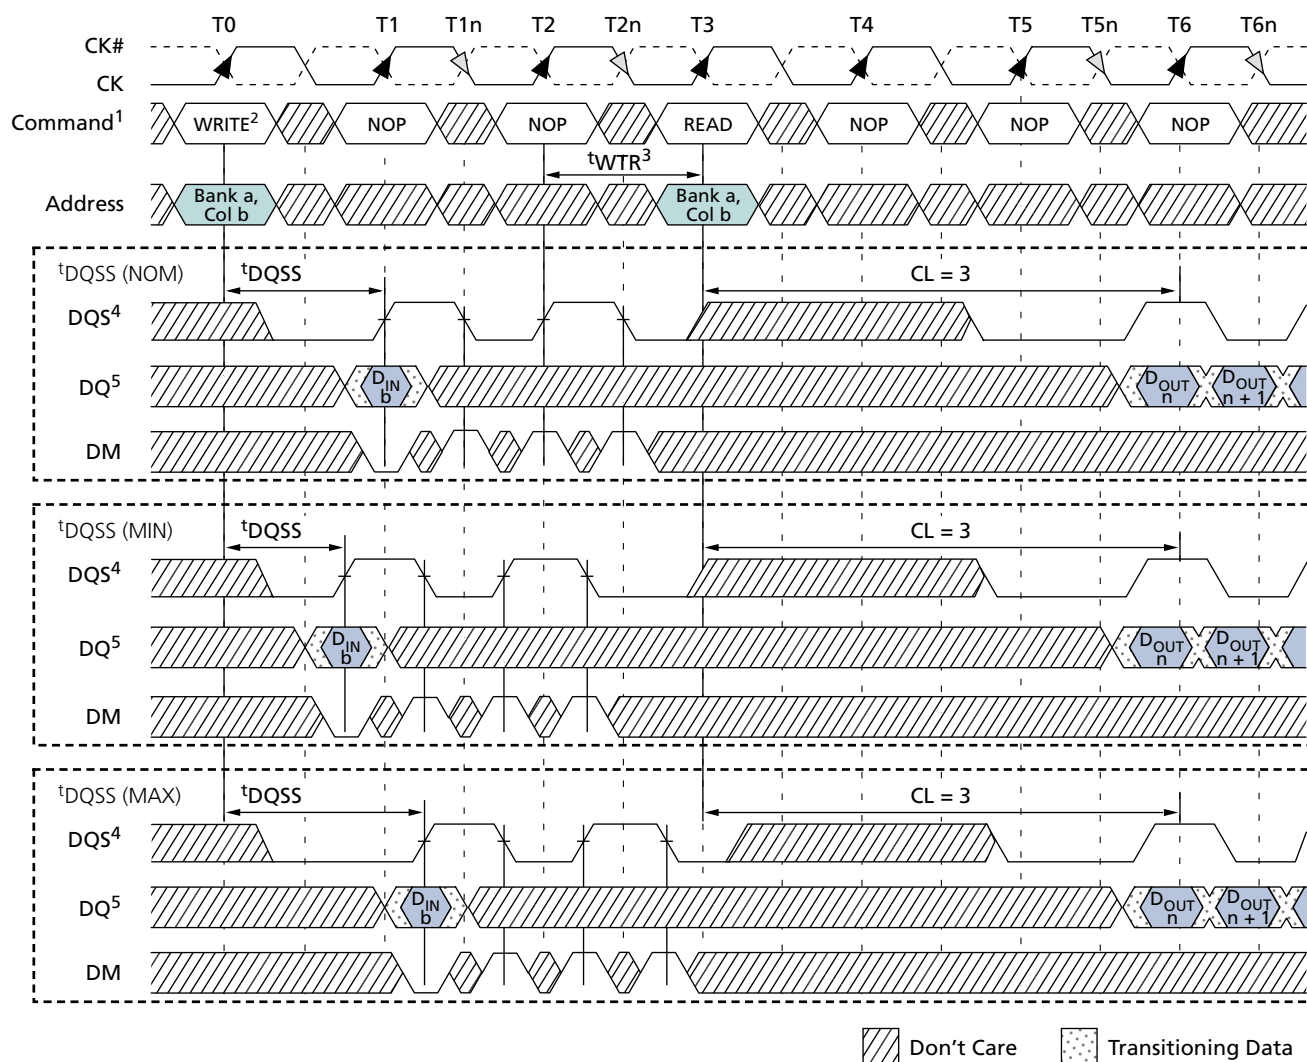 T0 T1 T1n T2 T2n T3 T4 T5 T5n T6 T6n
CK#
CK
Command1 WRITE2 NOP NOP READ NOP NOP NOP
tWTR3
Address Bank a, Col b Bank a, Col b
tDQSS (NOM) tDQSS CL = 3
DQS4
DQ5 DIN b DOUT n DOUT n + 1
DM
tDQSS (MIN) tDQSS CL = 3
DQS4
DQ5 DIN b DOUT n DOUT n + 1
DM
tDQSS (MAX) tDQSS CL = 3
DQS4
DQ5 DIN b DOUT n DOUT n + 1
DM
Don't Care Transitioning Data